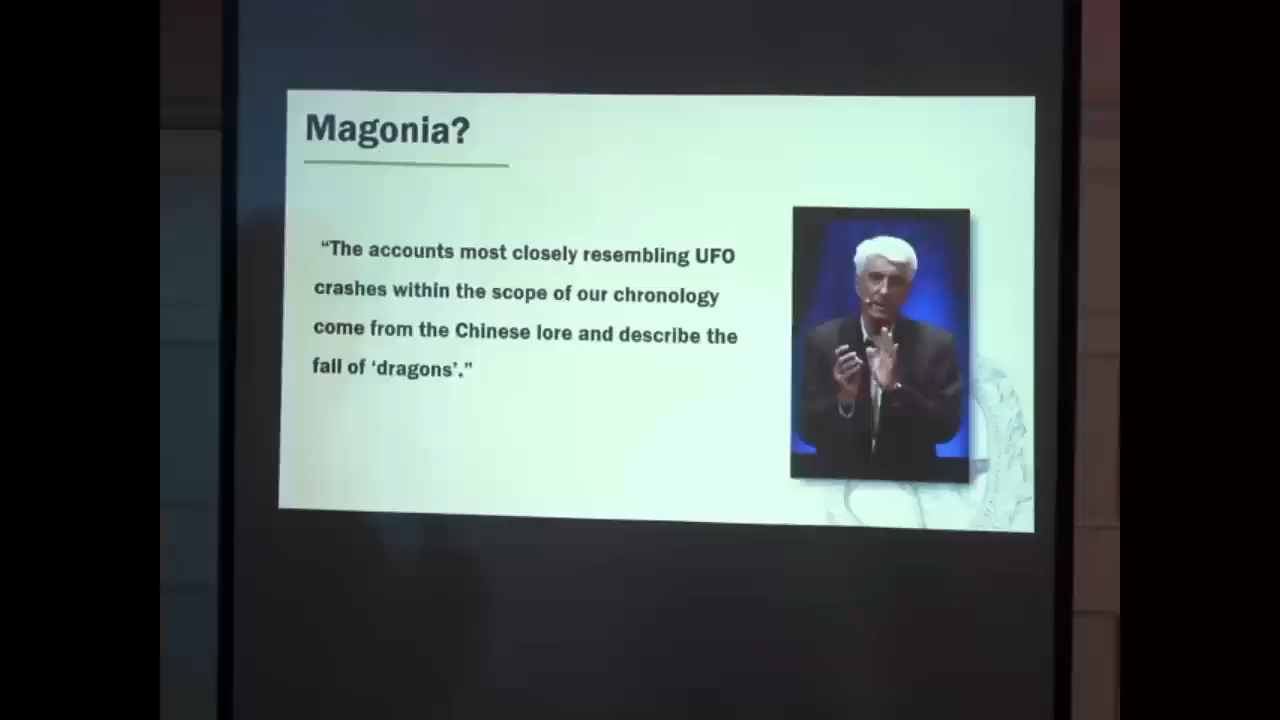 Magonia?
“The accounts most closely resembling UFO
crashes within the scope of our chronology
come from the Chinese lore and describe the
fall of ‘dragons’.”